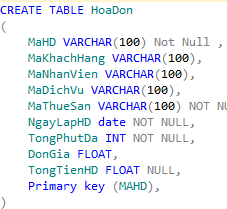 CREATE TABLE HoaDon
(
MaHD VARCHAR(100) Not Null ,
MaKhachHang VARCHAR(100),
MaNhanVien VARCHAR(100),
MaDichVu VARCHAR(100),
MaThueSan VARCHAR(100) NOT NU
NgayLapHD date NOT NULL,
TongPhutDa INT NOT NULL,
DonGia FLOAT,
TongTienHD FLOAT NULL,
Primary key (MAHD),
)